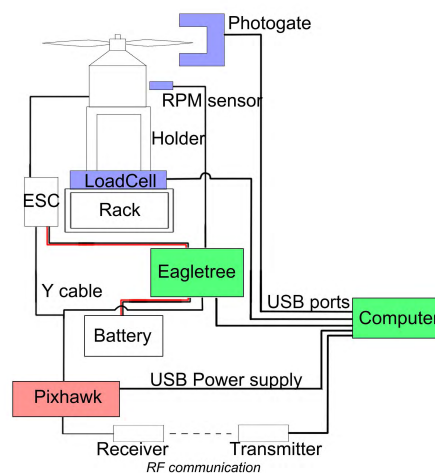 Photogate
RPM sensor
Holder
LoadCell
ESC
Rack
Eagletree
Y cable
USB ports
Battery
Computer
USB Power supply
Pixhawk
Receiver
Transmitter
RF communication